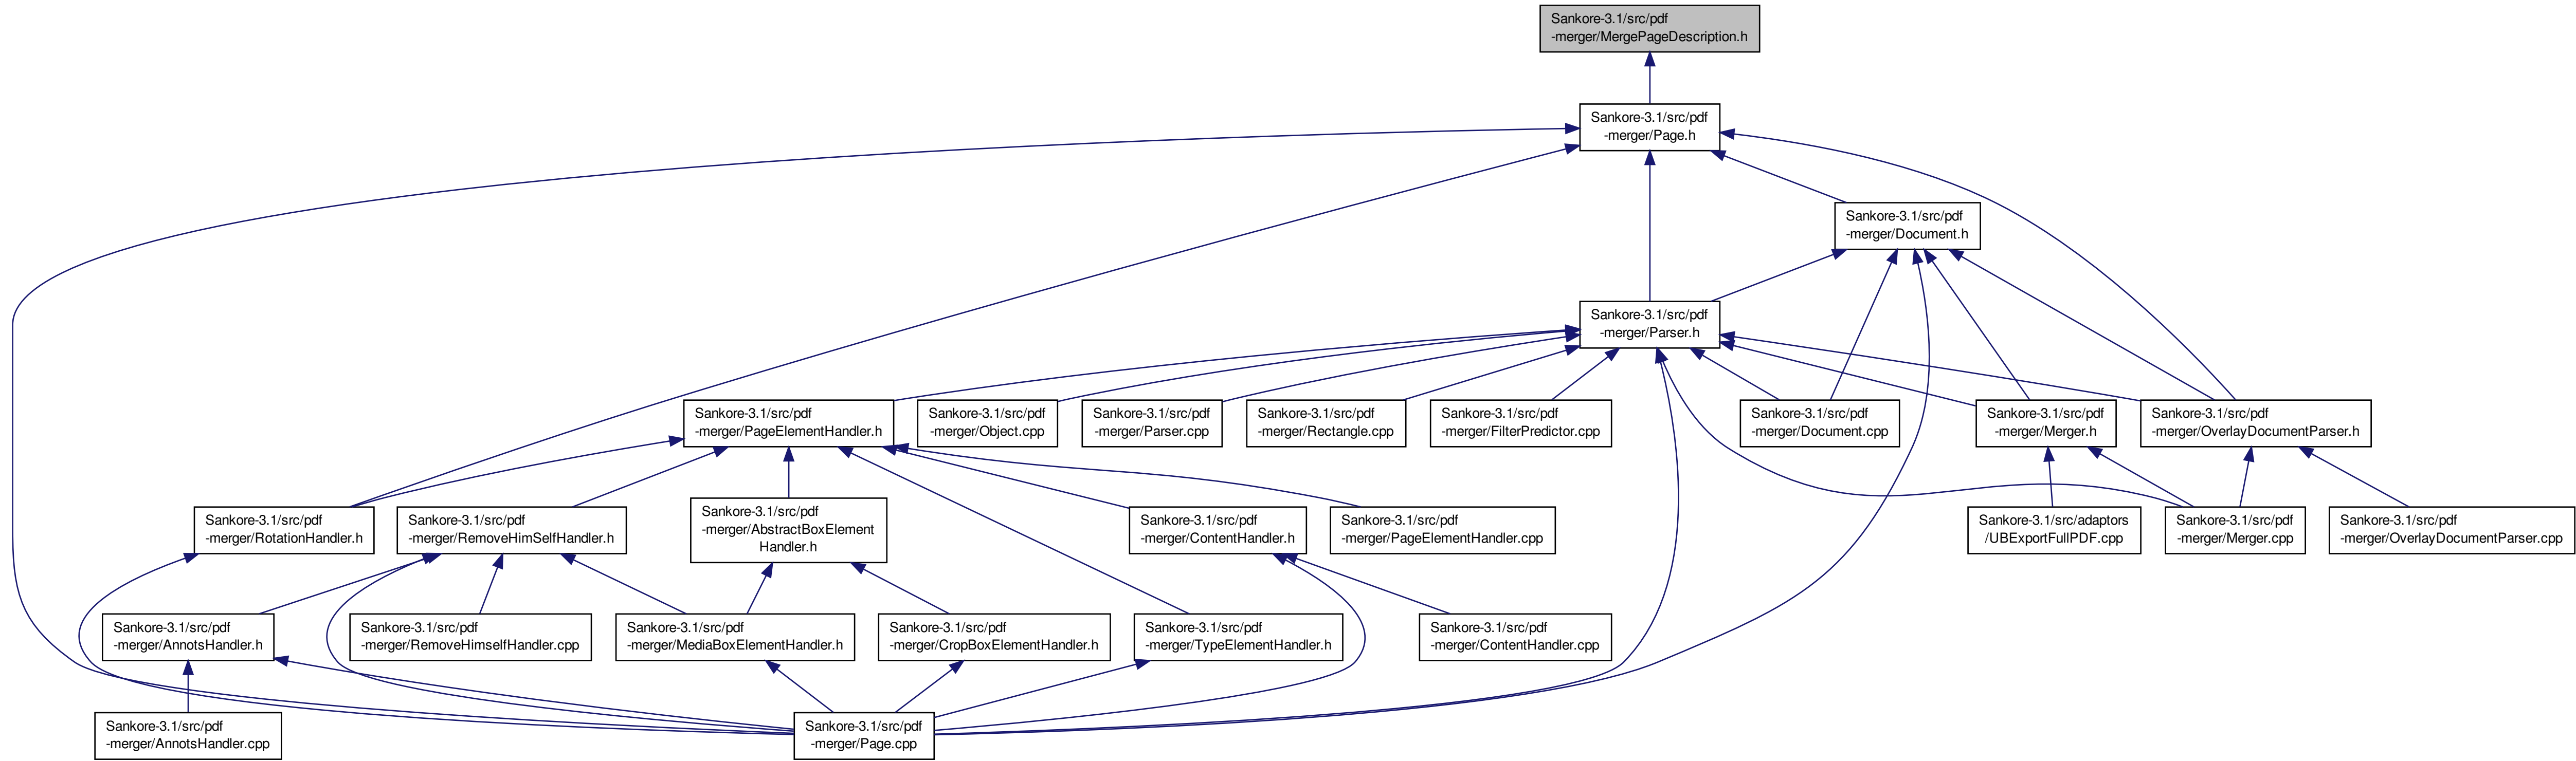 Sankore-3.1/src/pdf
-merger/MergePageDescription.h
Sankore-3.1/src/pdf
-merger/Page.h
Sankore-3.1/src/pdf
-merger/Document.h
Sankore-3.1/src/pdf
-merger/Parser.h
Sankore-3.1/src/pdf
-merger/PageElementHandler.h
Sankore-3.1/src/pdf
-merger/Object.cpp
Sankore-3.1/src/pdf
-merger/Parser.cpp
Sankore-3.1/src/pdf
-merger/Rectangle.cpp
Sankore-3.1/src/pdf
-merger/FilterPredictor.cpp
Sankore-3.1/src/pdf
-merger/Document.cpp
Sankore-3.1/src/pdf
-merger/Merger.h
Sankore-3.1/src/pdf
-merger/OverlayDocumentParser.h
Sankore-3.1/src/pdf
-merger/RotationHandler.h
Sankore-3.1/src/pdf
-merger/RemoveHimSelfHandler.h
Sankore-3.1/src/pdf
-merger/AbstractBoxElement
Handler.h
Sankore-3.1/src/pdf
-merger/ContentHandler.h
Sankore-3.1/src/pdf
-merger/PageElementHandler.cpp
Sankore-3.1/src/adaptors
/UBExportFullPDF.cpp
Sankore-3.1/src/pdf
-merger/Merger.cpp
Sankore-3.1/src/pdf
-merger/OverlayDocumentParser.cpp
Sankore-3.1/src/pdf
-merger/AnnotsHandler.h
Sankore-3.1/src/pdf
-merger/RemoveHimselfHandler.cpp
Sankore-3.1/src/pdf
-merger/MediaBoxElementHandler.h
Sankore-3.1/src/pdf
-merger/CropBoxElementHandler.h
Sankore-3.1/src/pdf
-merger/TypeElementHandler.h
Sankore-3.1/src/pdf
-merger/ContentHandler.cpp
Sankore-3.1/src/pdf
-merger/AnnotsHandler.cpp
Sankore-3.1/src/pdf
-merger/Page.cpp